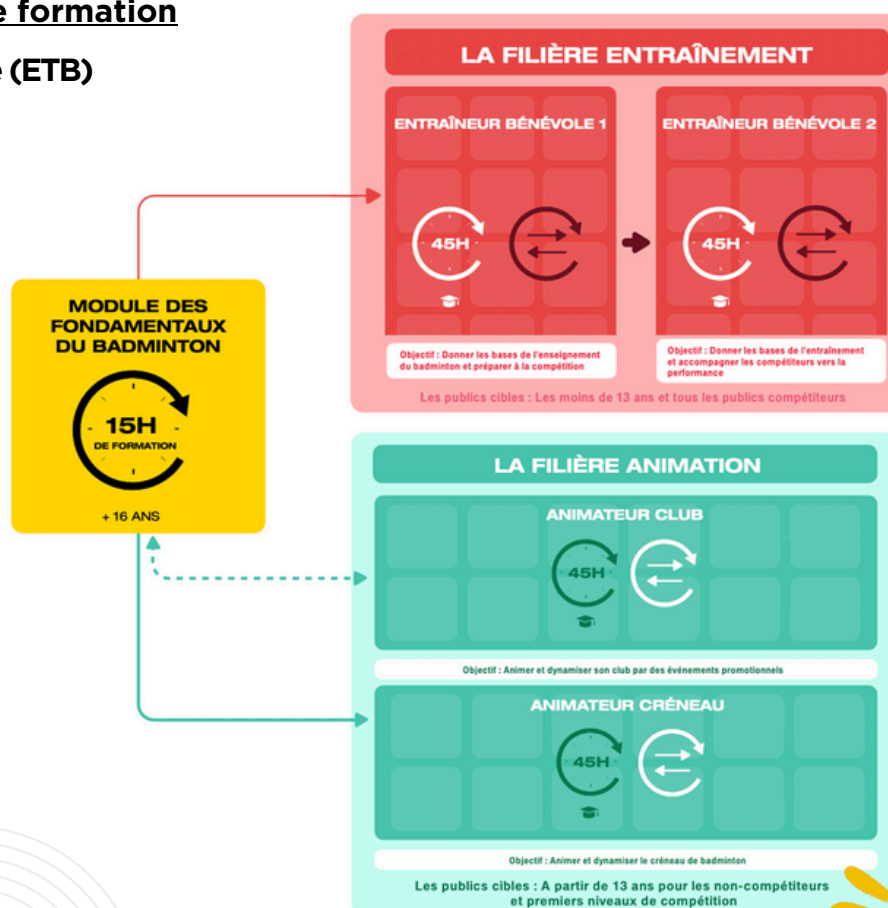 e formation
e (ETB)
LA FILIÈRE ENTRAÎNEMENT
ENTRAÎNEUR BÉNÉVOLE 1
45H
Objectif : Donner les bases de l'enseignement
du badminton et préparer à la compétition
ENTRAÎNEUR BÉNÉVOLE 2
45H
Objectif : Donner les bases de l'entraînement
et accompagner les compétiteurs vers la
performance
Les publics cibles : Les moins de 13 ans et tous les publics compétiteurs
MODULE DES
FONDAMENTAUX
DU BADMINTON
15H
DE FORMATION
+ 16 ANS
LA FILIÈRE ANIMATION
ANIMATEUR CLUB
45H
Objectif : Animer et dynamiser son club par des événements promotionnels
ANIMATEUR CRÉNEAU
45H
Objectif : Animer et dynamiser le créneau de badminton
Les publics cibles : A partir de 13 ans pour les non-compétiteurs
et premiers niveaux de compétition